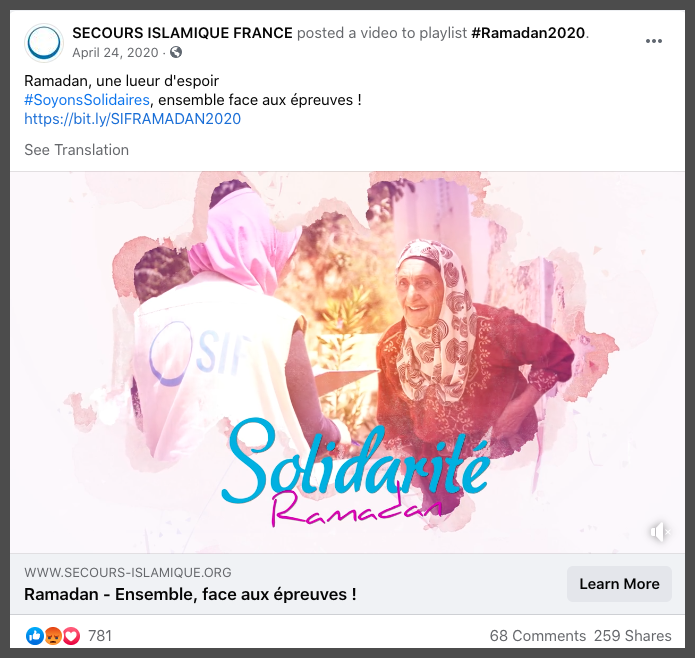 SECOURS ISLAMIQUE FRANCE posted a video to playlist #Ramadan2020.
April 24, 2020 ·
Ramadan, une lueur d'espoir
#SoyonsSolidaires, ensemble face aux épreuves !
https://bit.ly/SIFRAMADAN2020
See Translation
SIF
Solidarité
Ramadan
WWW.SECOURS-ISLAMIQUE.ORG
Ramadan - Ensemble, face aux épreuves !
Learn More
781
68 Comments 259 Shares